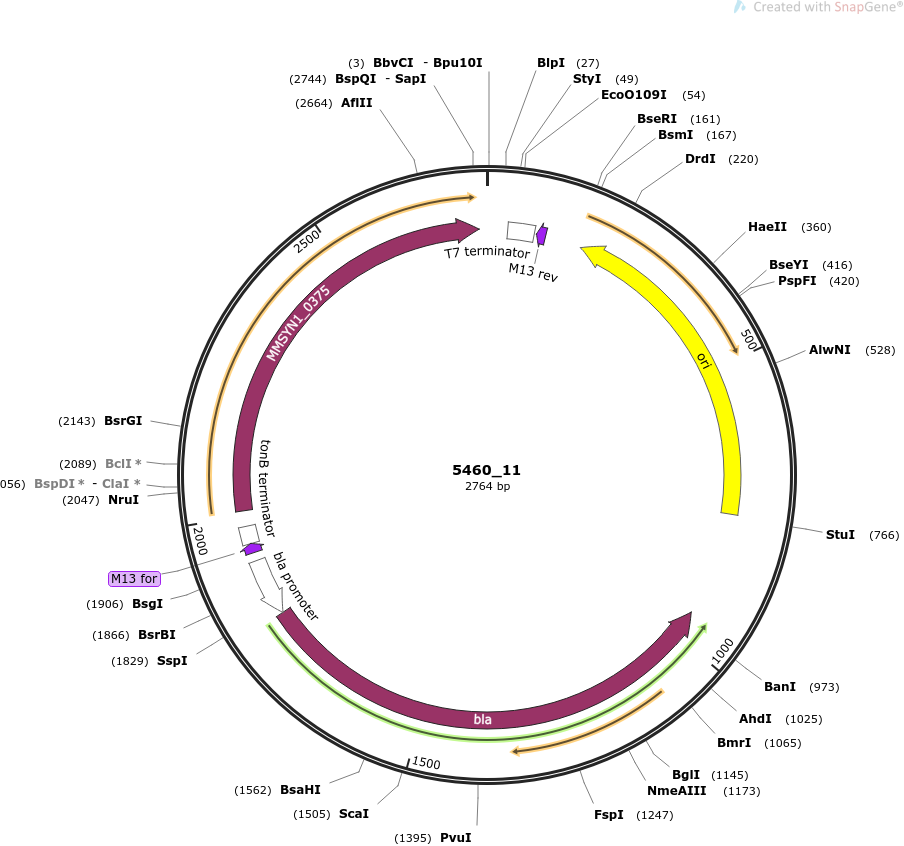 Created with SnapGene®
(3) BbvCI - Bpu10I
(2744) BspQI - SapI
(2664) AflII
BlpI (27)
StyI (49)
EcoO109I (54)
BseRI (161)
BsmI (167)
DrdI (220)
HaeII (360)
BseYI (416)
PspFI (420)
AlwNI (528)
StuI (766)
BanI (973)
AhdI (1025)
BmrI (1065)
BglI (1145)
NmeAIII (1173)
FspI (1247)
(1395) PvuI
(1505) ScaI
(1562) BsaHI
(1829) SspI
(1866) BsrBI
(1906) BsgI
M13 for
(2047) NruI
056) BspDI * - ClaI *
(2089) BclI *
(2143) BsrGI
2500
500
1000
1500
2000
T7 terminator
M13 rev
ori
MMSYN1_0375
tonB terminator
bla promoter
bla
5460_11
2764 bp